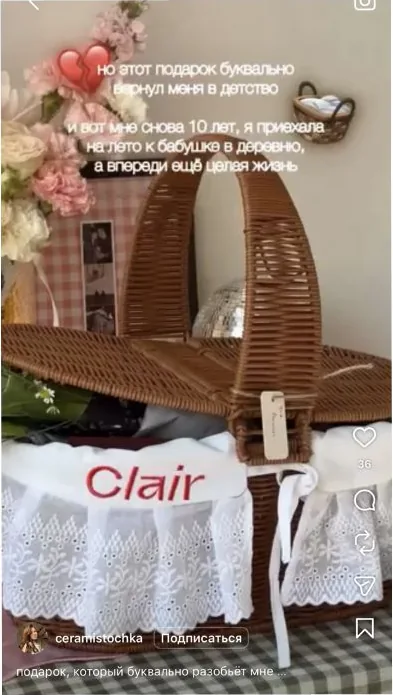 но этот подарок буквально
вернул меня в детство
и вот мне снова 10 лет, я приехала
на лето к бабушке в деревню,
а впереди ещё целая жизнь
Clair
36
ceramistochka
Подписаться
подарок, который буквально разобьёт мне ...